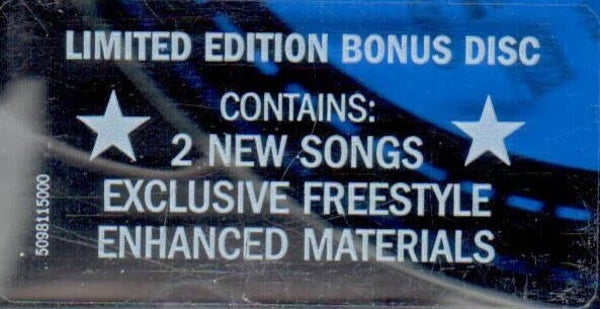 LIMITED EDITION BONUS DISC
CONTAINS:
2 NEW SONGS
EXCLUSIVE FREESTYLE
ENHANCED MATERIALS
5098115000